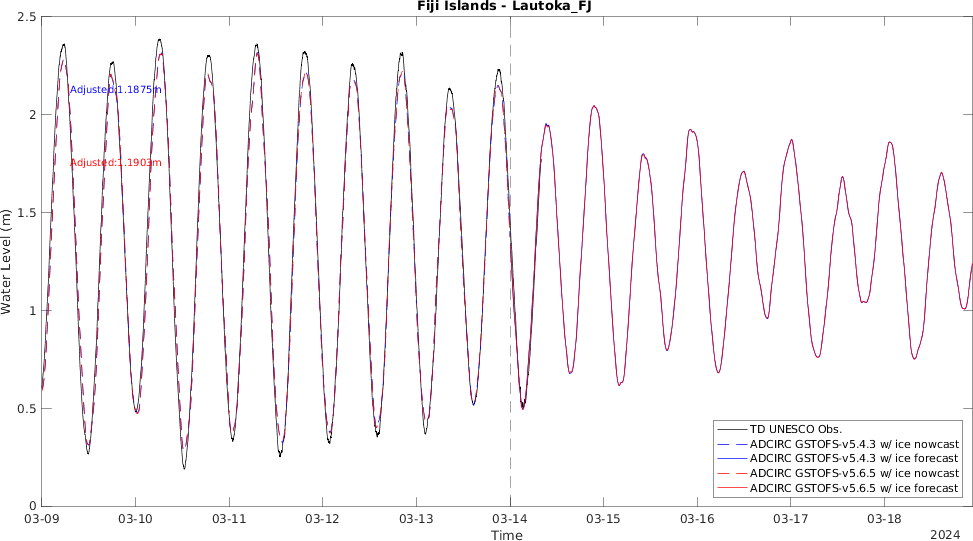 Fiji Islands - Lautoka_FJ
2.5
2
1.5
1
0.5
0
Water Level (m)
Adjusted:1.1875m
Adjusted:1.1903m
TD UNESCO Obs.
ADCIRC GSTOFS-v5.4.3 w/ ice nowcast
ADCIRC GSTOFS-v5.4.3 w/ ice forecast
ADCIRC GSTOFS-v5.6.5 w/ ice nowcast
ADCIRC GSTOFS-v5.6.5 w/ ice forecast
03-09 03-10 03-11 03-12 03-13 03-14 03-15 03-16 03-17 03-18
Time
2024